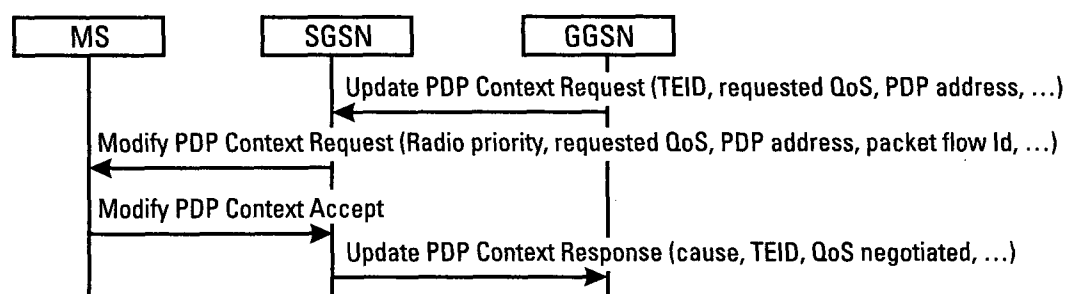 MS
SGSN
GGSN
Update PDP Context Request (TEID, requested QoS, PDP address, ...)
Modify PDP Context Request (Radio priority, requested QoS, PDP address, packet flow Id, ...)
Modify PDP Context Accept
Update PDP Context Response (cause, TEID, QoS negotiated, ...)